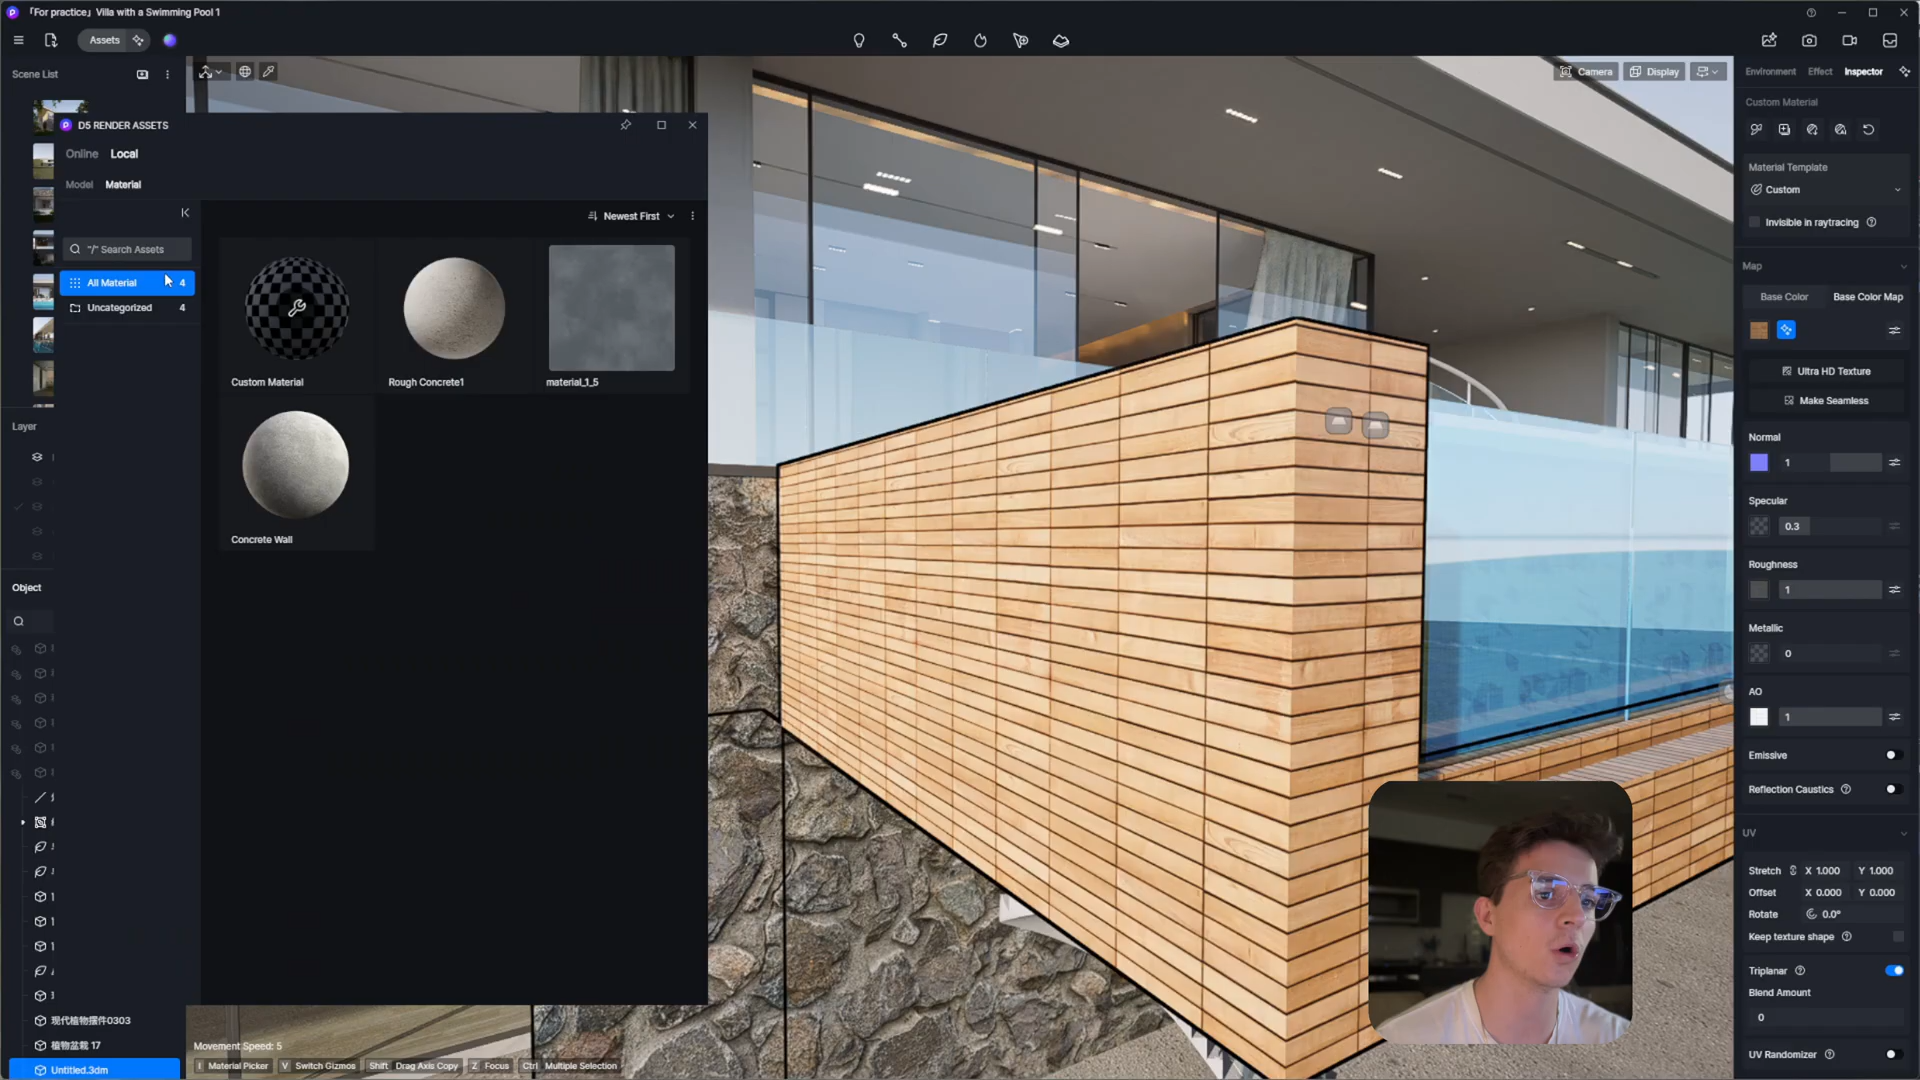 「For practice」Villa with a Swimming Pool 1
Assets
Scene List
Camera
Display
Environment
Effect
Inspector
D5 RENDER ASSETS
Online
Local
Model
Material
Newest First
"/" Search Assets
All Material
4
Uncategorized
4
Custom Material
Rough Concrete1
material_1_5
Concrete Wall
Layer
Object
现代植物摆件0303
植物盆栽 17
Untitled.3dm
Movement Speed: 5
I Material Picker
V Switch Gizmos
Shift Drag Axis Copy
Z Focus
Ctrl Multiple Selection
Custom Material
Material Template
Custom
Invisible in raytracing
Map
Base Color
Base Color Map
Ultra HD Texture
Make Seamless
Normal
1
Specular
0.3
Roughness
1
Metallic
0
AO
1
Emissive
Reflection Caustics
UV
Stretch
X 1.000
Y 1.000
Offset
X 0.000
Y 0.000
Rotate
0.0°
Keep texture shape
Triplanar
Blend Amount
0
UV Randomizer